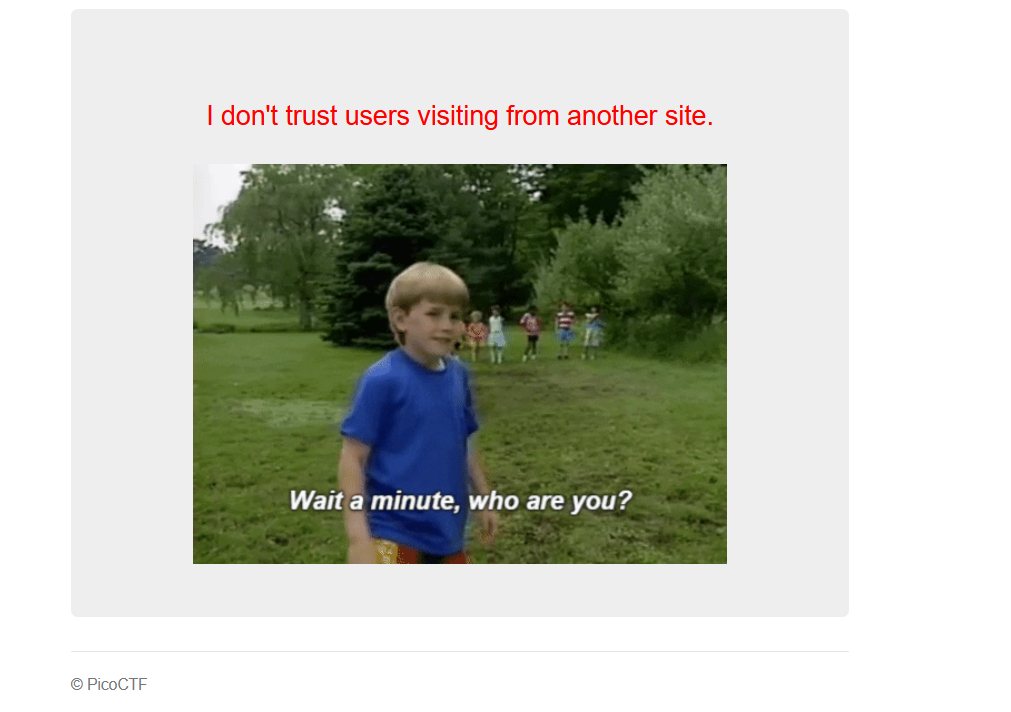 I don't trust users visiting from another site.
Wait a minute, who are you?
© PicoCTF